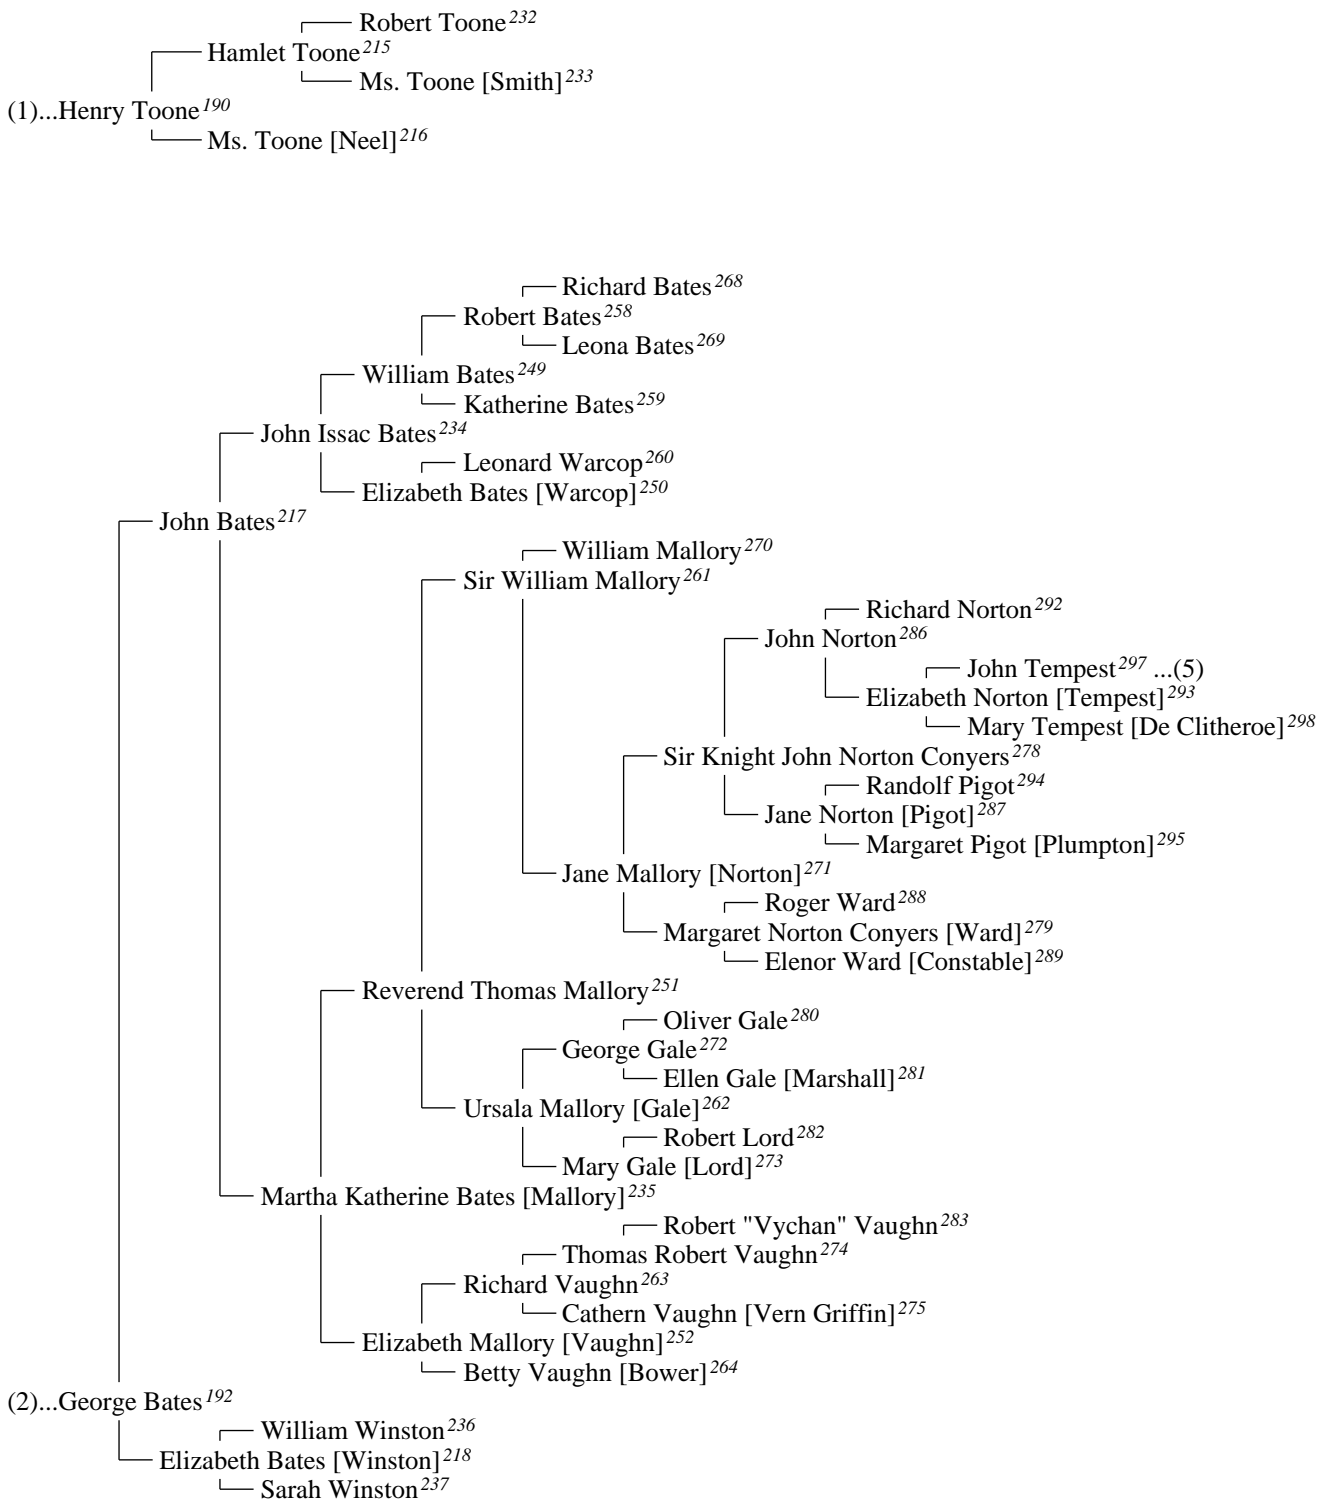 Robert Toone232
Hamlet Toone215
Ms. Toone [Smith]233
(1)...Henry Toone190
Ms. Toone [Neel]216
Richard Bates268
Robert Bates258
Leona Bates269
William Bates249
Katherine Bates259
John Issac Bates234
Leonard Warcop260
Elizabeth Bates [Warcop]250
John Bates217
William Mallory270
Sir William Mallory261
Richard Norton292
John Norton286
John Tempest297 ...(5)
Elizabeth Norton [Tempest]293
Mary Tempest [De Clitheroe]298
Sir Knight John Norton Conyers278
Randolf Pigot294
Jane Norton [Pigot]287
Margaret Pigot [Plumpton]295
Jane Mallory [Norton]271
Roger Ward288
Margaret Norton Conyers [Ward]279
Elenor Ward [Constable]289
Reverend Thomas Mallory251
Oliver Gale280
George Gale272
Ellen Gale [Marshall]281
Ursala Mallory [Gale]262
Robert Lord282
Mary Gale [Lord]273
Martha Katherine Bates [Mallory]235
Robert "Vychan" Vaughn283
Thomas Robert Vaughn274
Richard Vaughn263
Cathern Vaughn [Vern Griffin]275
Elizabeth Mallory [Vaughn]252
Betty Vaughn [Bower]264
(2)...George Bates192
William Winston236
Elizabeth Bates [Winston]218
Sarah Winston237